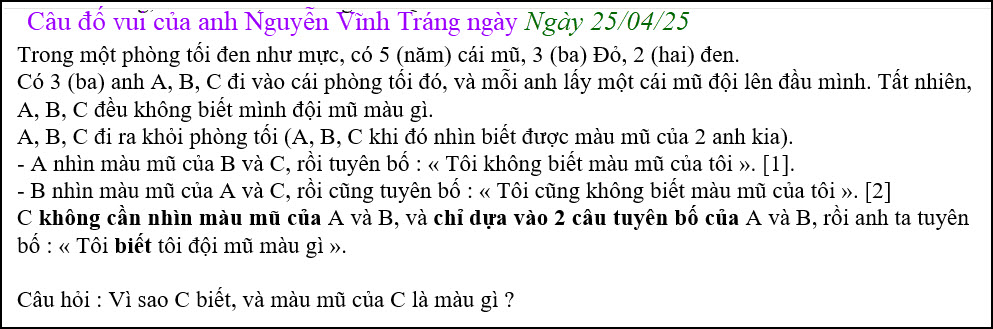 Câu đố vui của anh Nguyễn Vĩnh Tráng ngày Ngày 25/04/25
Trong một phòng tối đen như mực, có 5 (năm) cái mũ, 3 (ba) Đỏ, 2 (hai) đen.
Có 3 (ba) anh A, B, C đi vào cái phòng tối đó, và mỗi anh lấy một cái mũ đội lên đầu mình. Tất nhiên,
A, B, C đều không biết mình đội mũ màu gì.
A, B, C đi ra khỏi phòng tối (A, B, C khi đó nhìn biết được màu mũ của 2 anh kia).
- A nhìn màu mũ của B và C, rồi tuyên bố : « Tôi không biết màu mũ của tôi ». [1].
- B nhìn màu mũ của A và C, rồi cũng tuyên bố : « Tôi cũng không biết màu mũ của tôi ». [2]
C không cần nhìn màu mũ của A và B, và chỉ dựa vào 2 câu tuyên bố của A và B, rồi anh ta tuyên
bố : « Tôi biết tôi đội mũ màu gì ».
Câu hỏi : Vì sao C biết, và màu mũ của C là màu gì ?